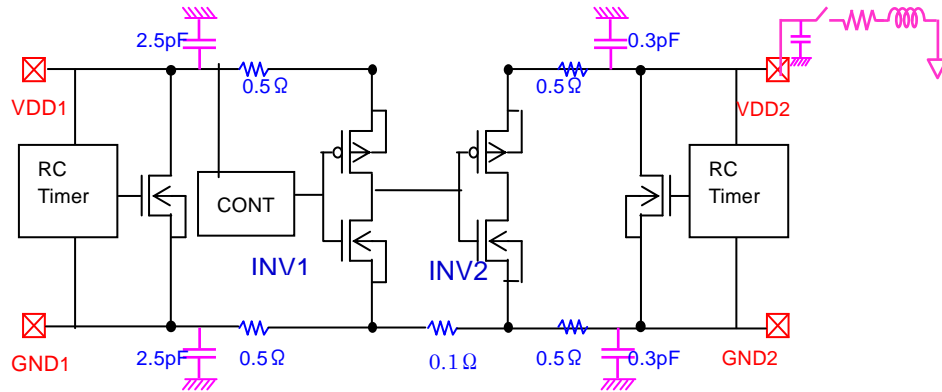 2.5pF
0.3pF
0.5Ω
0.5Ω
VDD1
VDD2
RC
Timer
CONT
RC
Timer
INV1
INV2
GND1
2.5pF
0.5Ω
0.1Ω
0.5Ω
0.3pF
GND2